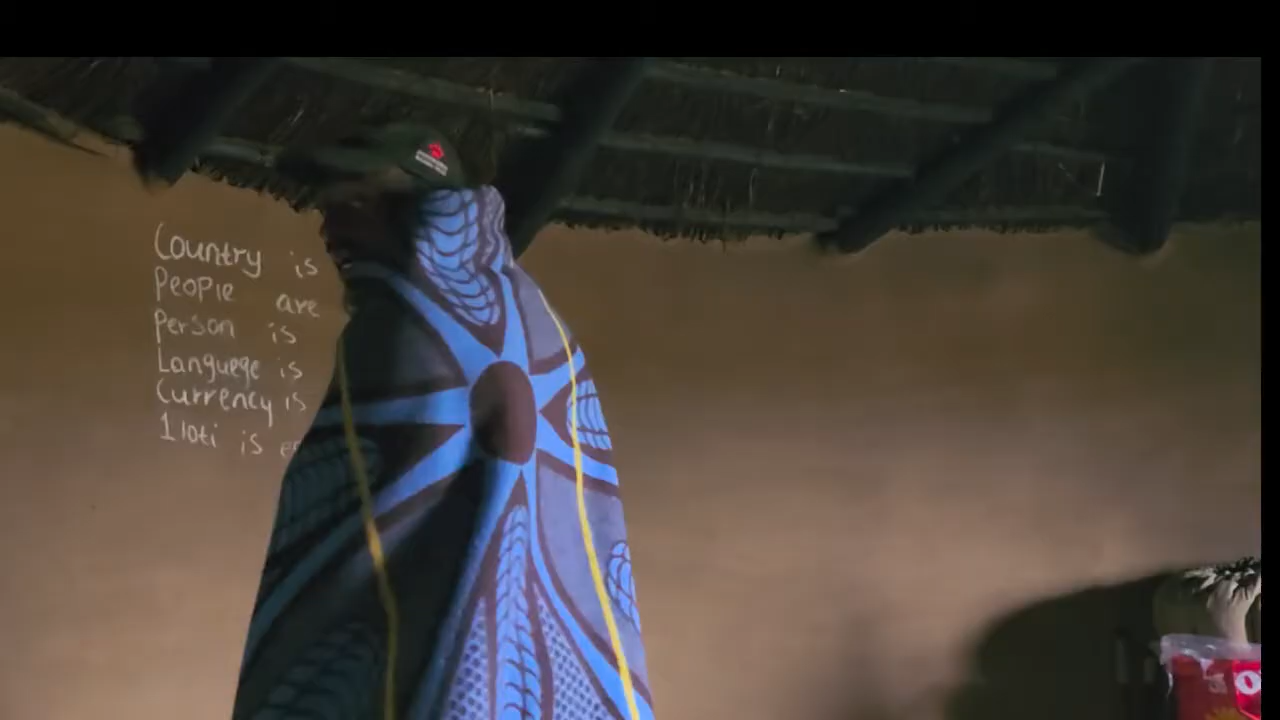 Country is
People are
Person is
Languege is
Currency is
1 loti is